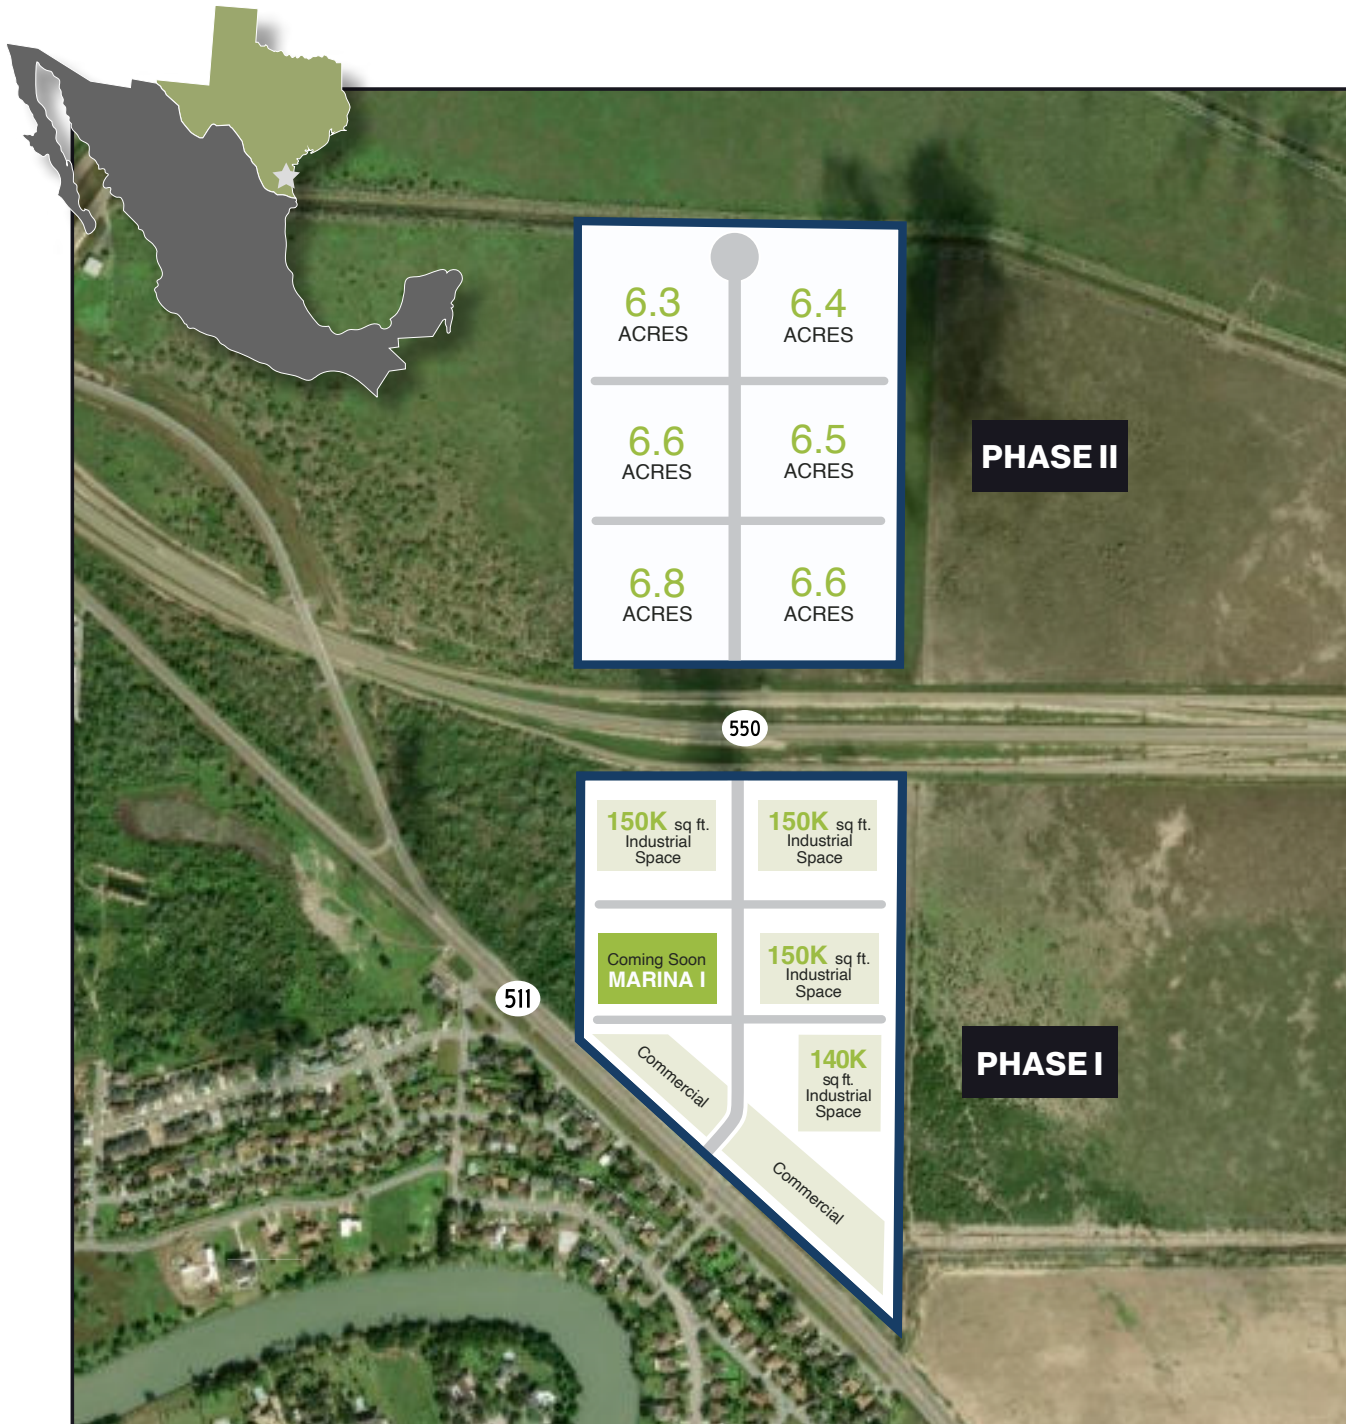 6.3
ACRES
6.4
ACRES
6.6
ACRES
6.5
ACRES
PHASE II
6.8
ACRES
6.6
ACRES
550
150K sq ft.
Industrial
Space
150K sq ft.
Industrial
Space
Coming Soon
MARINA I
150K sq ft.
Industrial
Space
511
Commercial
140K
sq ft.
Industrial
Space
PHASE I
Commercial